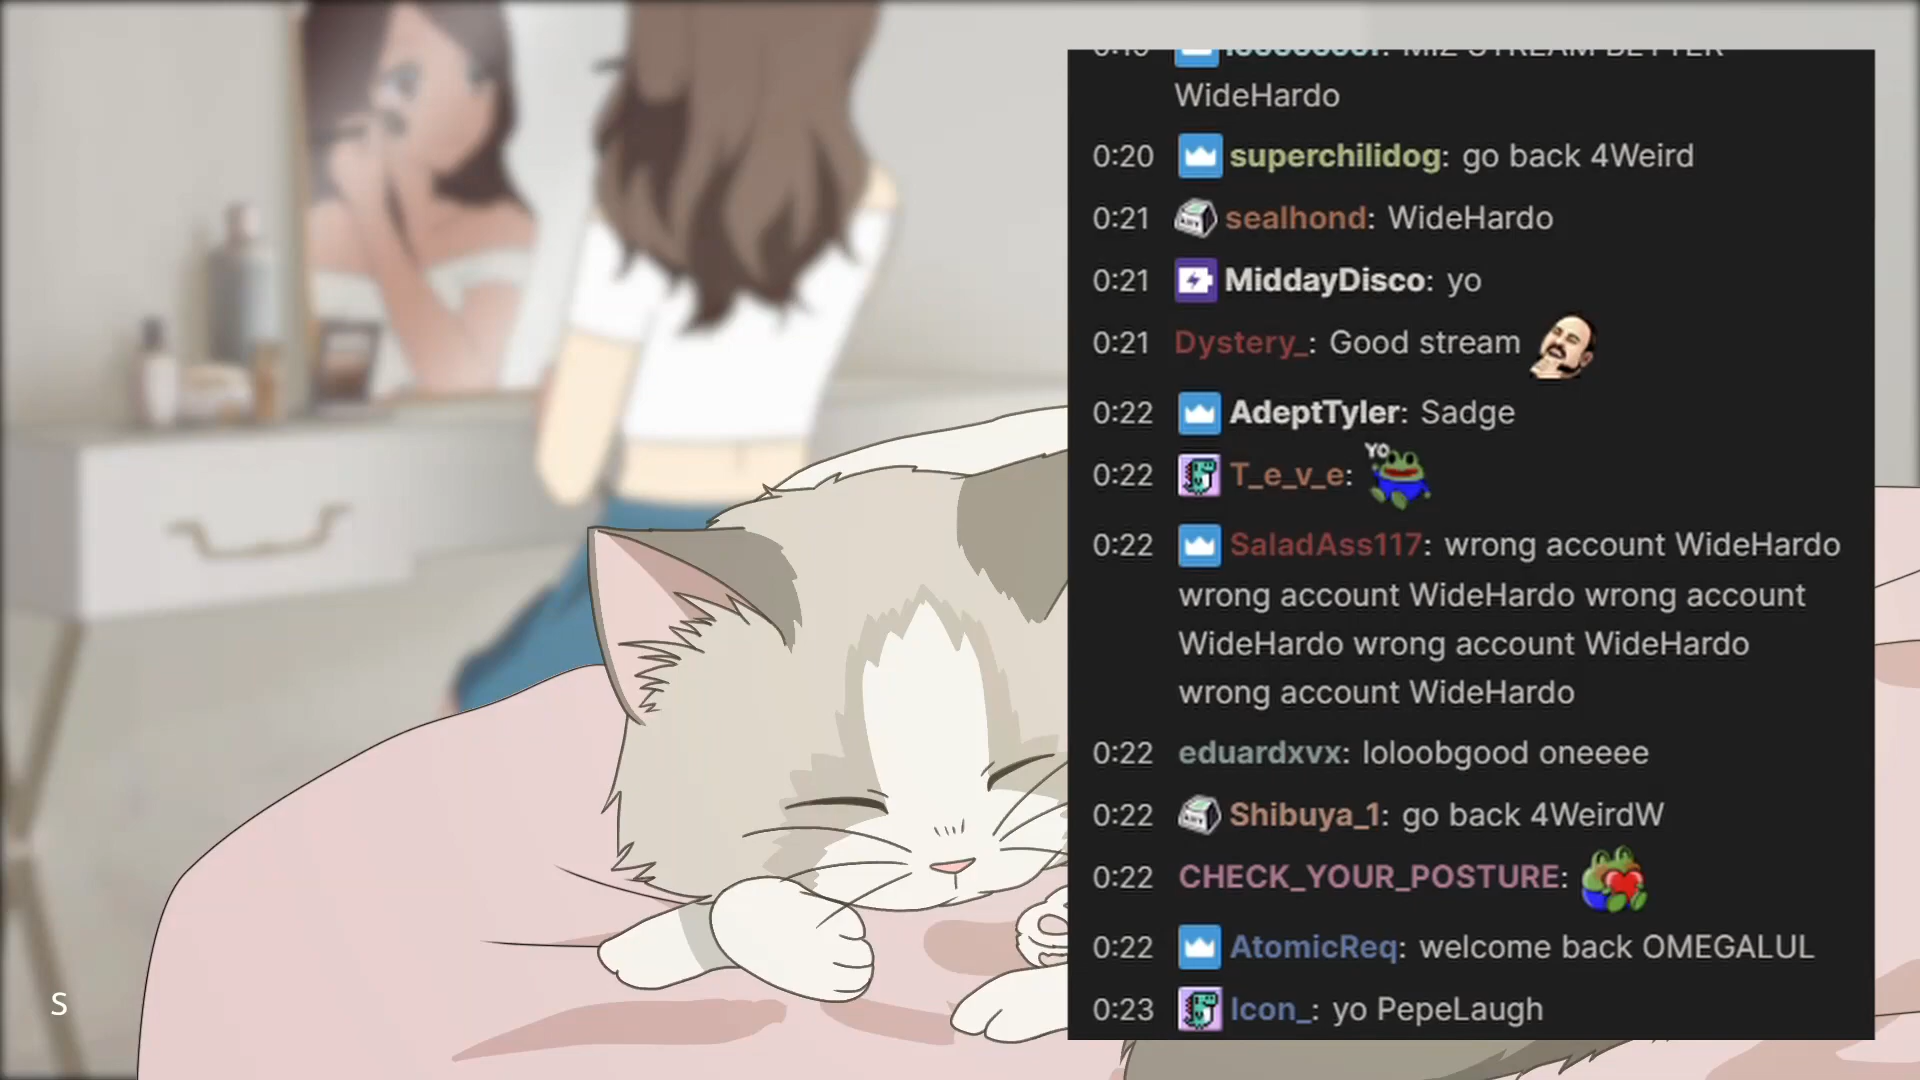 MIZ STREAM BETTER
WideHardo
0:20 superchilidog: go back 4Weird
0:21 sealhond: WideHardo
0:21 MiddayDisco: yo
0:21 Dystery_: Good stream
0:22 AdeptTyler: Sadge
0:22 T_e_v_e: YO
0:22 SaladAss117: wrong account WideHardo
wrong account WideHardo wrong account
WideHardo wrong account WideHardo
wrong account WideHardo
0:22 eduardxvx: loloobgood oneeee
0:22 Shibuya_1: go back 4WeirdW
0:22 CHECK_YOUR_POSTURE:
0:22 AtomicReq: welcome back OMEGALUL
0:23 Icon_: yo PepeLaugh
S